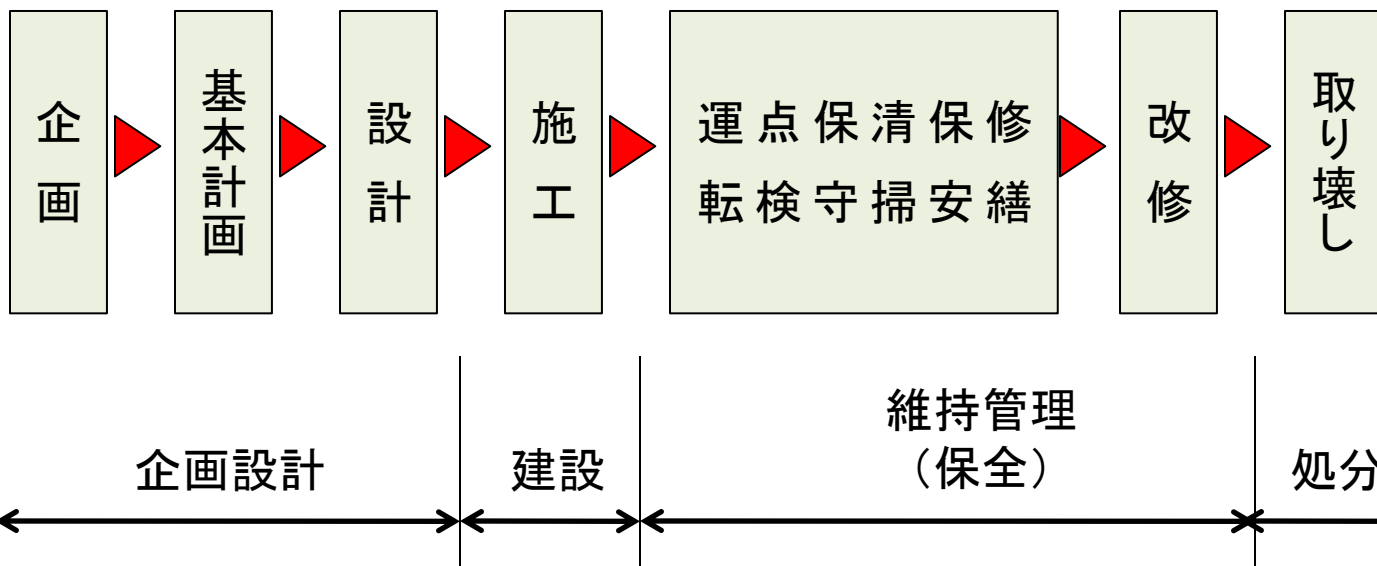 企画
基本計画
設計
施工
運転
点検
保守
清掃
保安
修繕
改修
取り壊し
企画設計
建設
維持管理
（保全）
処分